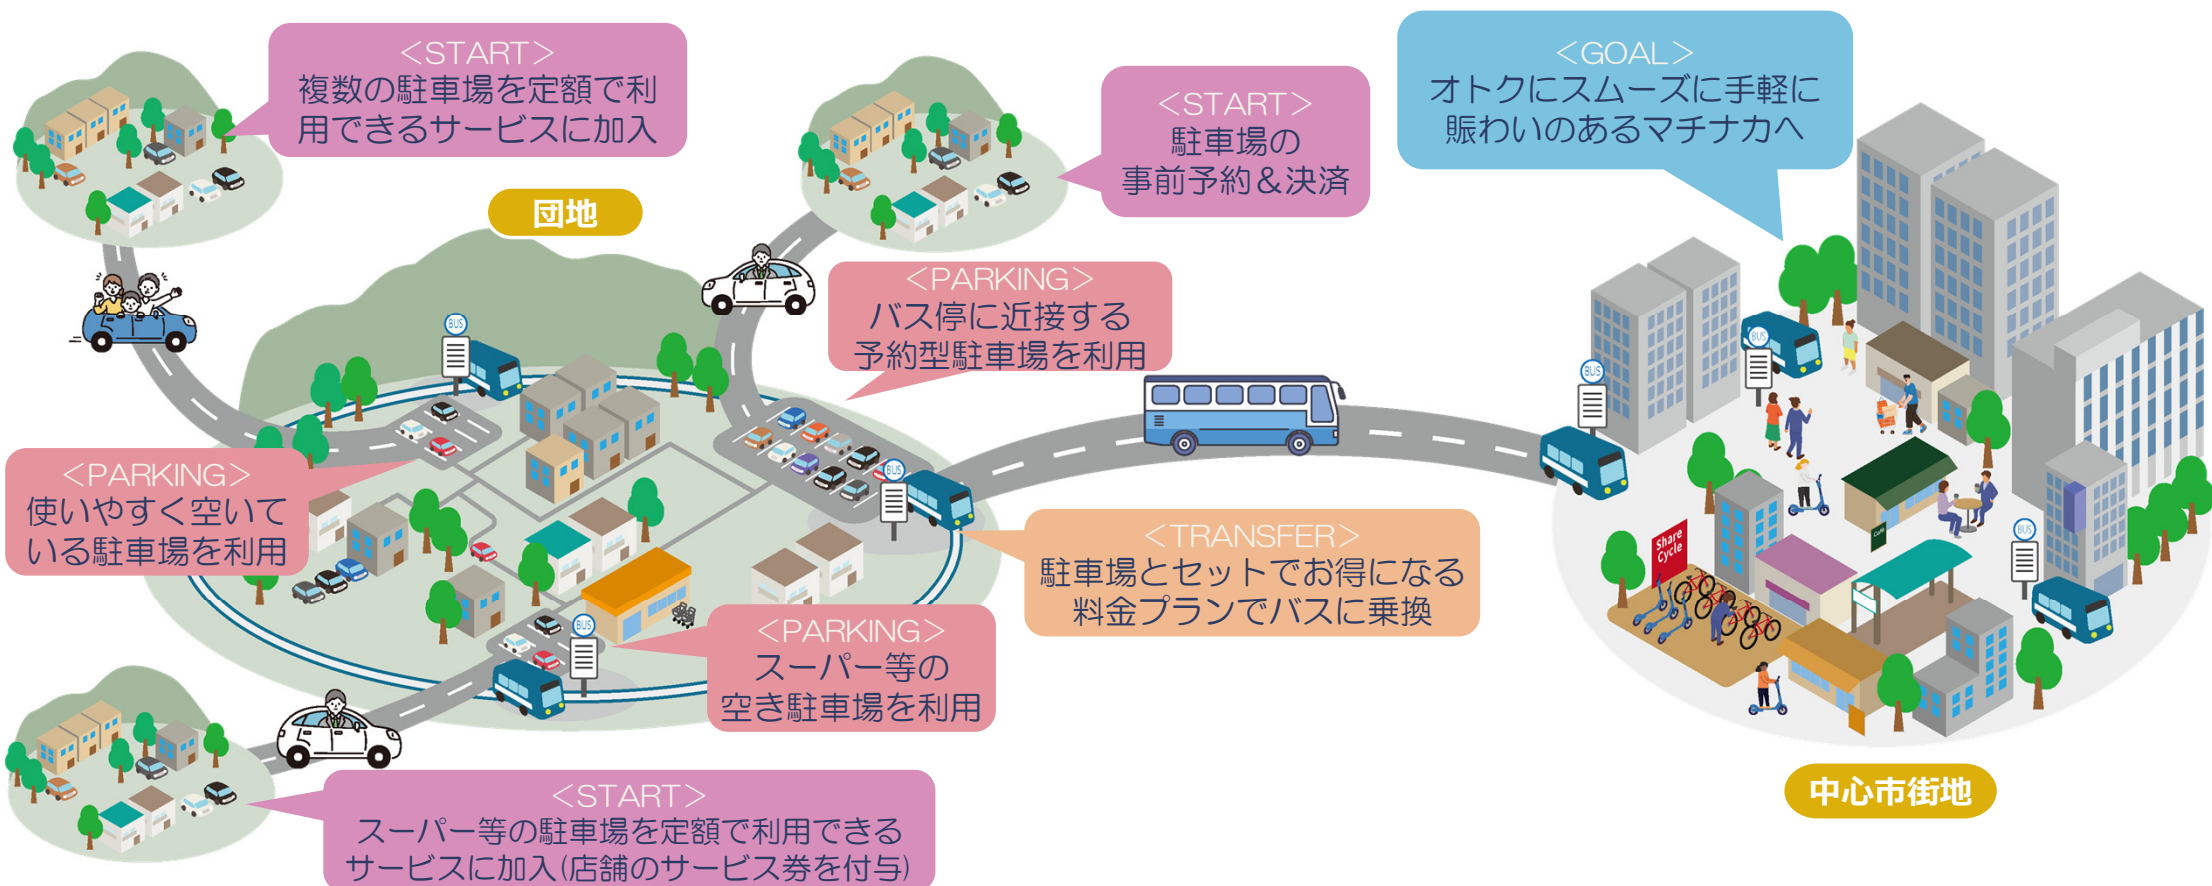 <START>
複数の駐車場を定額で利
用できるサービスに加入
<START>
駐車場の
事前予約&決済
<GOAL>
オトクにスムーズに手軽に
賑わいのあるマチナカへ
団地
<PARKING>
バス停に近接する
予約型駐車場を利用
BUS
BUS
BUS
<PARKING>
使いやすく空いて
いる駐車場を利用
BUS
<TRANSFER>
駐車場とセットでお得になる
料金プランでバスに乗換
Share
Cycle
BUS
BUS
<PARKING>
スーパー等の
空き駐車場を利用
中心市街地
<START>
スーパー等の駐車場を定額で利用できる
サービスに加入(店舗のサービス券を付与)